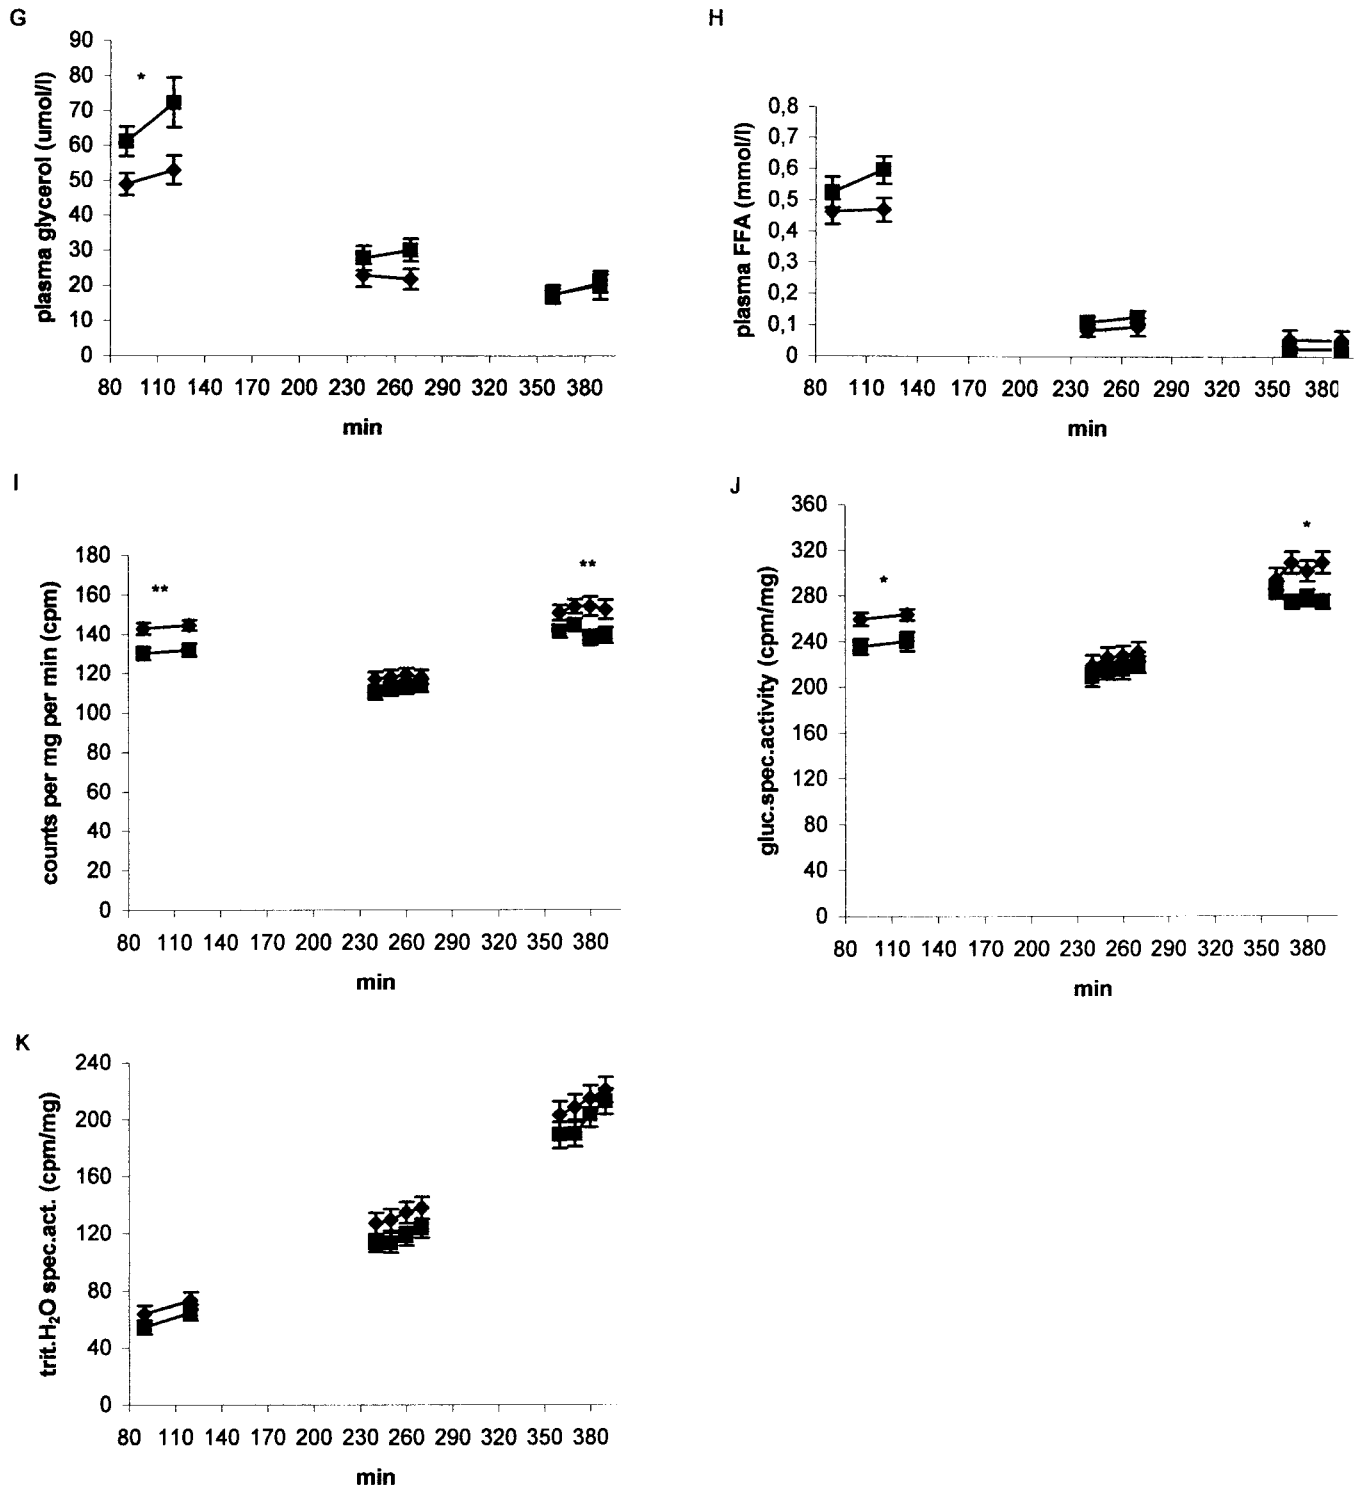 G
90
80
70
60
50
40
30
20
10
0
*
plasma glycerol (umol/l)
80 110 140 170 200 230 260 290 320 350 380
min
H
0,8
0,7
0,6
0,5
0,4
0,3
0,2
0,1
0
plasma FFA (mmol/l)
80 110 140 170 200 230 260 290 320 350 380
min
I
180
160
140
120
100
80
60
40
20
0
**
**
counts per mg per min (cpm)
80 110 140 170 200 230 260 290 320 350 380
min
J
360
320
280
240
200
160
120
80
40
0
*
*
gluc.spec.activity (cpm/mg)
80 110 140 170 200 230 260 290 320 350 380
min
K
240
200
160
120
80
40
0
trit.H₂O spec.act. (cpm/mg)
80 110 140 170 200 230 260 290 320 350 380
min